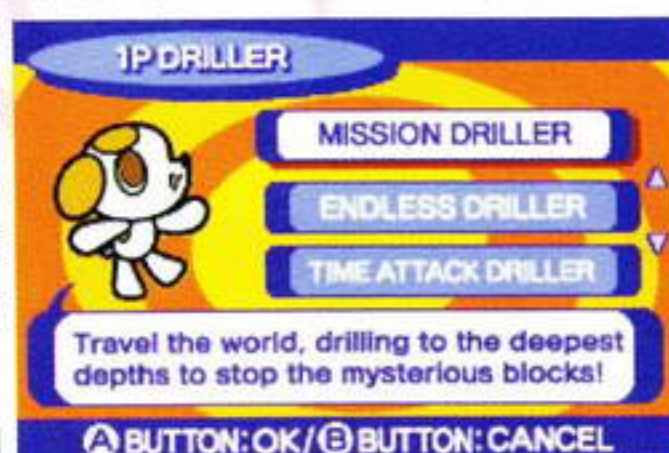 1P DRILLER
MISSION DRILLER
ENDLESS DRILLER
TIME ATTACK DRILLER
Travel the world, drilling to the deepest
depths to stop the mysterious blocks!
Ⓐ BUTTON:OK/Ⓑ BUTTON:CANCEL